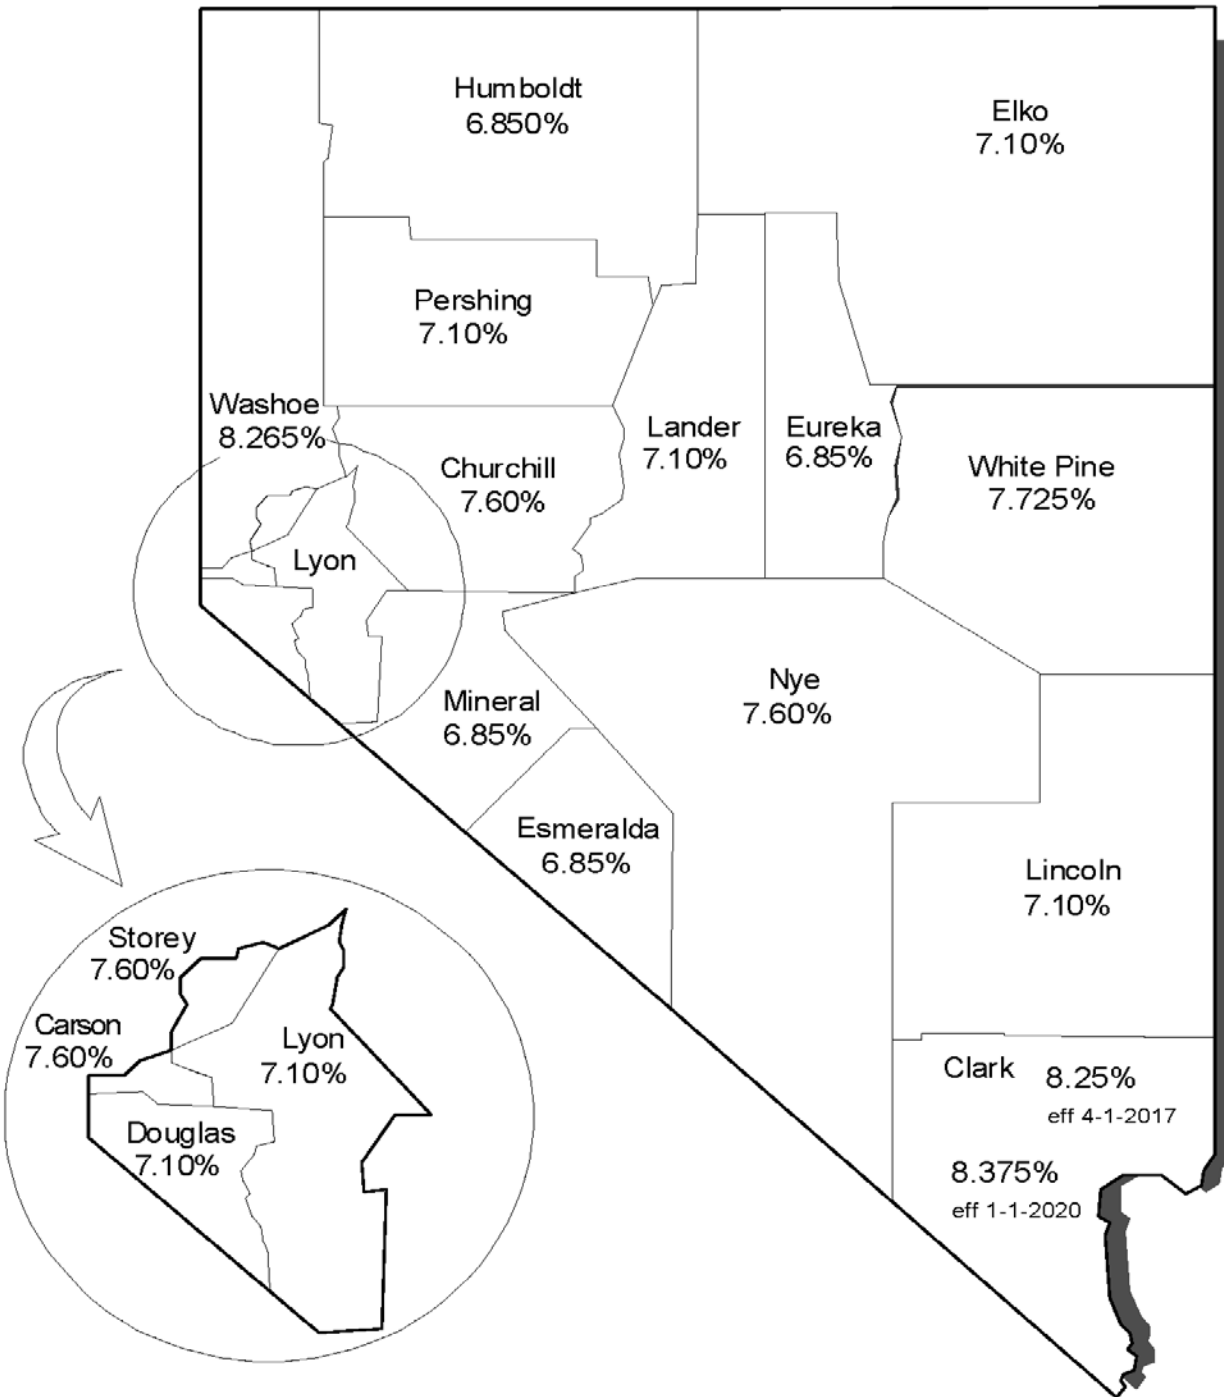 Humboldt
6.850%
Elko
7.10%
Pershing
7.10%
Washoe
8.265%
Churchill
7.60%
Lander
7.10%
Eureka
6.85%
White Pine
7.725%
Lyon
Mineral
6.85%
Nye
7.60%
Esmeralda
6.85%
Lincoln
7.10%
Storey
7.60%
Carson
7.60%
Lyon
7.10%
Douglas
7.10%
Clark 8.25%
eff 4-1-2017
8.375%
eff 1-1-2020